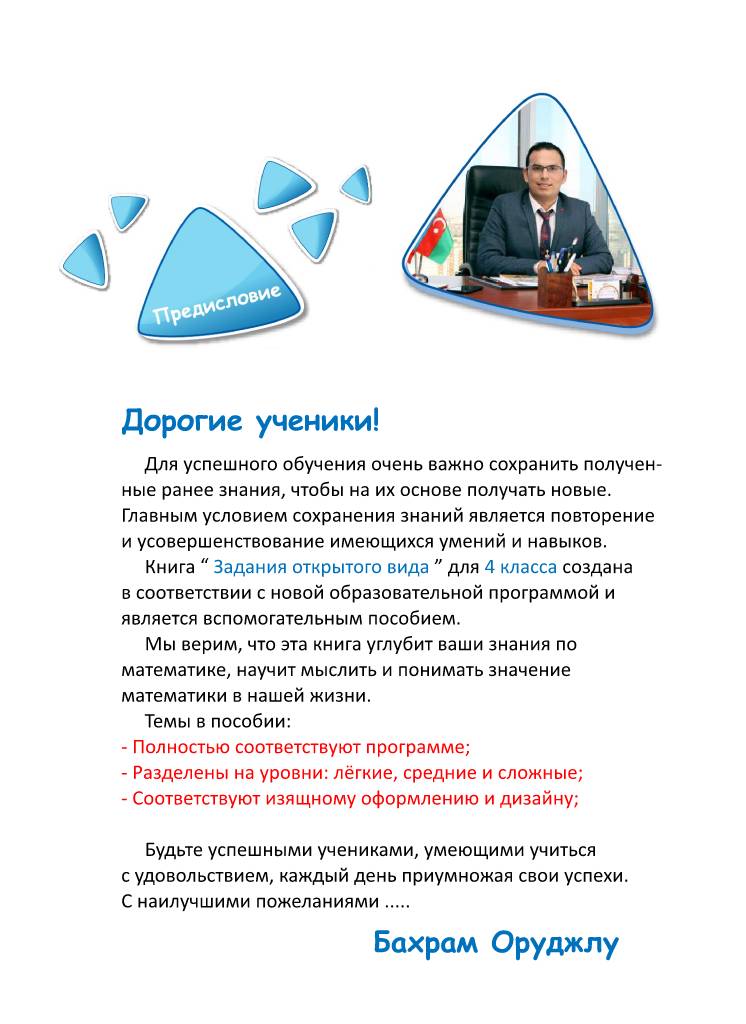 Предисловие
Дорогие ученики!
Для успешного обучения очень важно сохранить получен-
ные ранее знания, чтобы на их основе получать новые.
Главным условием сохранения знаний является повторение
и усовершенствование имеющихся умений и навыков.
Книга “ Задания открытого вида ” для 4 класса создана
в соответствии с новой образовательной программой и
является вспомогательным пособием.
Мы верим, что эта книга углубит ваши знания по
математике, научит мыслить и понимать значение
математики в нашей жизни.
Темы в пособии:
- Полностью соответствуют программе;
- Разделены на уровни: лёгкие, средние и сложные;
- Соответствуют изящному оформлению и дизайну;
Будьте успешными учениками, умеющими учиться
с удовольствием, каждый день приумножая свои успехи.
С наилучшими пожеланиями .....
Бахрам Оруджлу